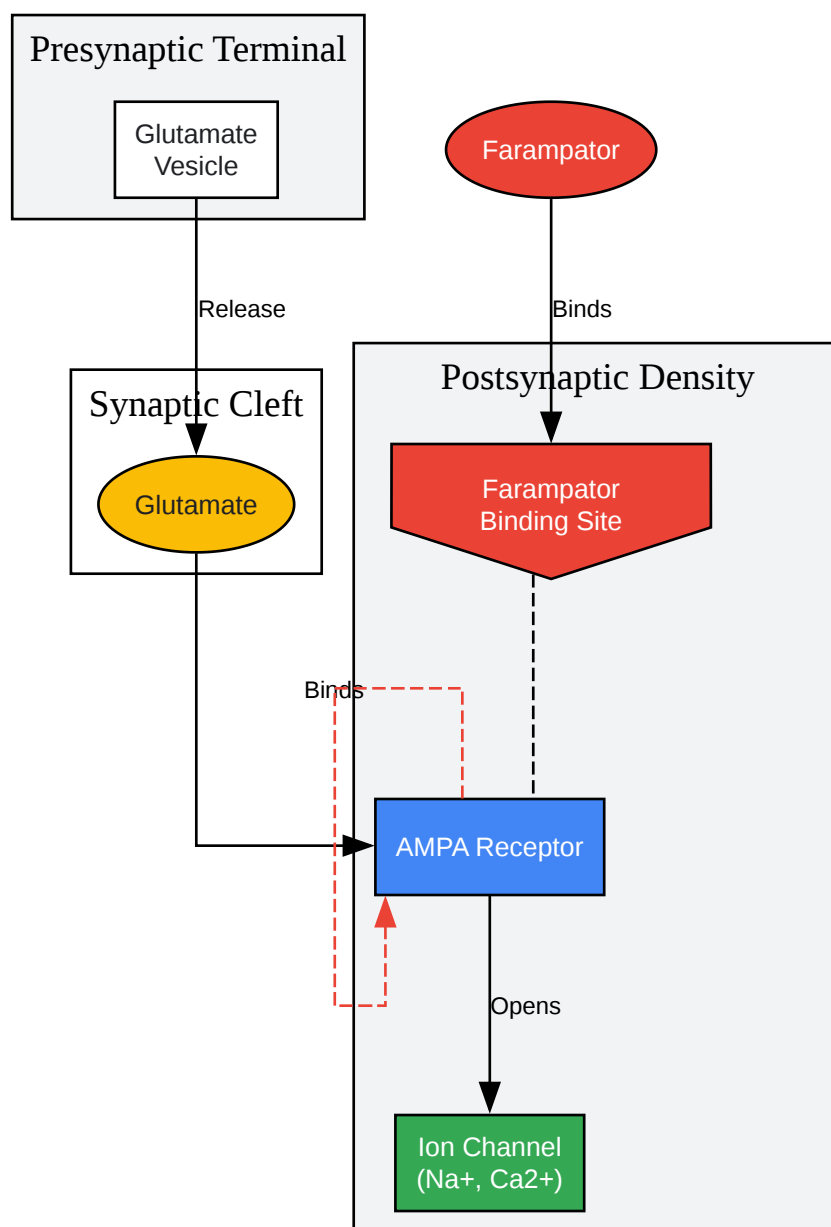 Presynaptic Terminal
Glutamate
Vesicle
Farampator
Release
Binds
Synaptic Cleft
Postsynaptic Density
Glutamate
Farampator
Binding Site
Binds
AMPA Receptor
Opens
Ion Channel
(Na+, Ca2+)